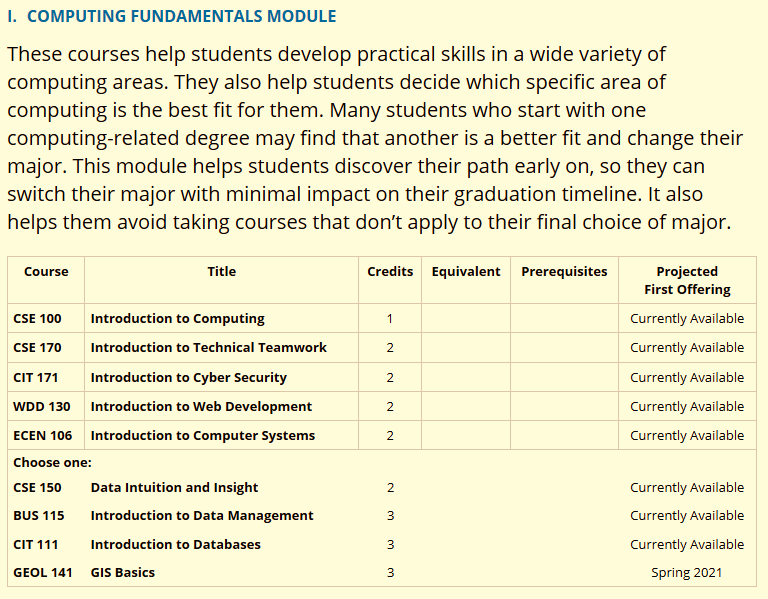 I. COMPUTING FUNDAMENTALS MODULE
These courses help students develop practical skills in a wide variety of
computing areas. They also help students decide which specific area of
computing is the best fit for them. Many students who start with one
computing-related degree may find that another is a better fit and change their
major. This module helps students discover their path early on, so they can
switch their major with minimal impact on their graduation timeline. It also
helps them avoid taking courses that don't apply to their final choice of major.
Course Title Credits Equivalent Prerequisites Projected
First Offering
CSE 100 Introduction to Computing 1 Currently Available
CSE 170 Introduction to Technical Teamwork 2 Currently Available
CIT 171 Introduction to Cyber Security 2 Currently Available
WDD 130 Introduction to Web Development 2 Currently Available
ECEN 106 Introduction to Computer Systems 2 Currently Available
Choose one:
CSE 150 Data Intuition and Insight 2 Currently Available
BUS 115 Introduction to Data Management 3 Currently Available
CIT 111 Introduction to Databases 3 Currently Available
GEOL 141 GIS Basics 3 Spring 2021